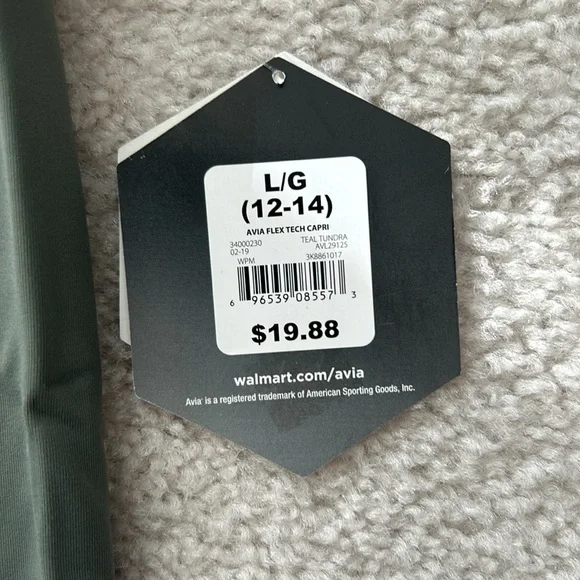 L/G
(12-14)
AVIA FLEX TECH CAPRI
34000230 TEAL TUNDRA
02-19 AVL29125
WPM 3K8861017
6 96539 08557 3
$19.88
walmart.com/avia
Avia® is a registered trademark of American Sporting Goods, Inc.